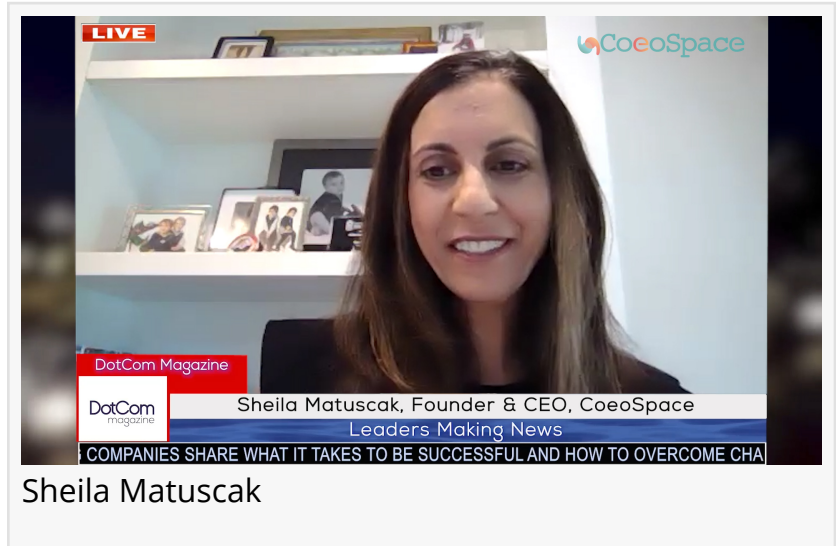 LIVE
CoeoSpace
DotCom Magazine
DotCom
magazine
Sheila Matuscak, Founder & CEO, CoeoSpace
Leaders Making News
COMPANIES SHARE WHAT IT TAKES TO BE SUCCESSFUL AND HOW TO OVERCOME CHA
Sheila Matuscak